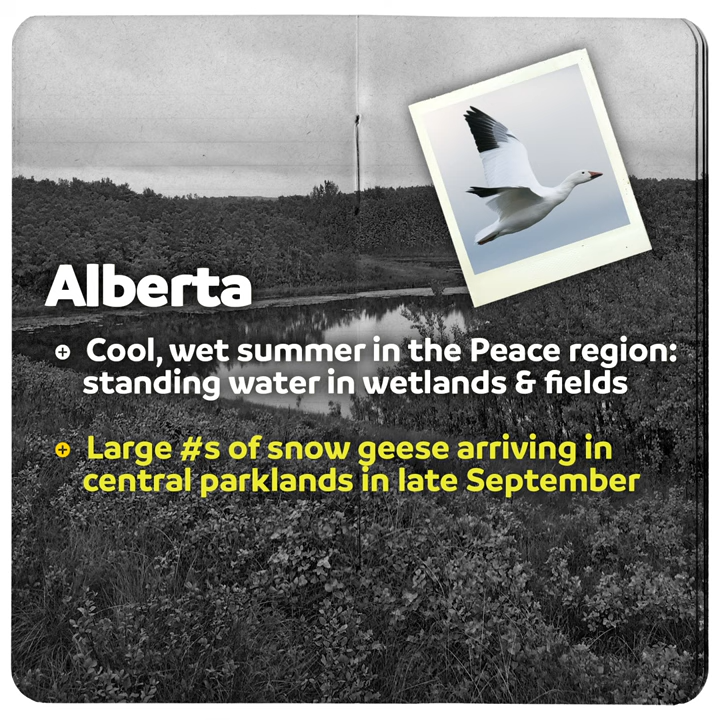 Alberta
Cool, wet summer in the Peace region:
standing water in wetlands & fields
Large #s of snow geese arriving in
central parklands in late September